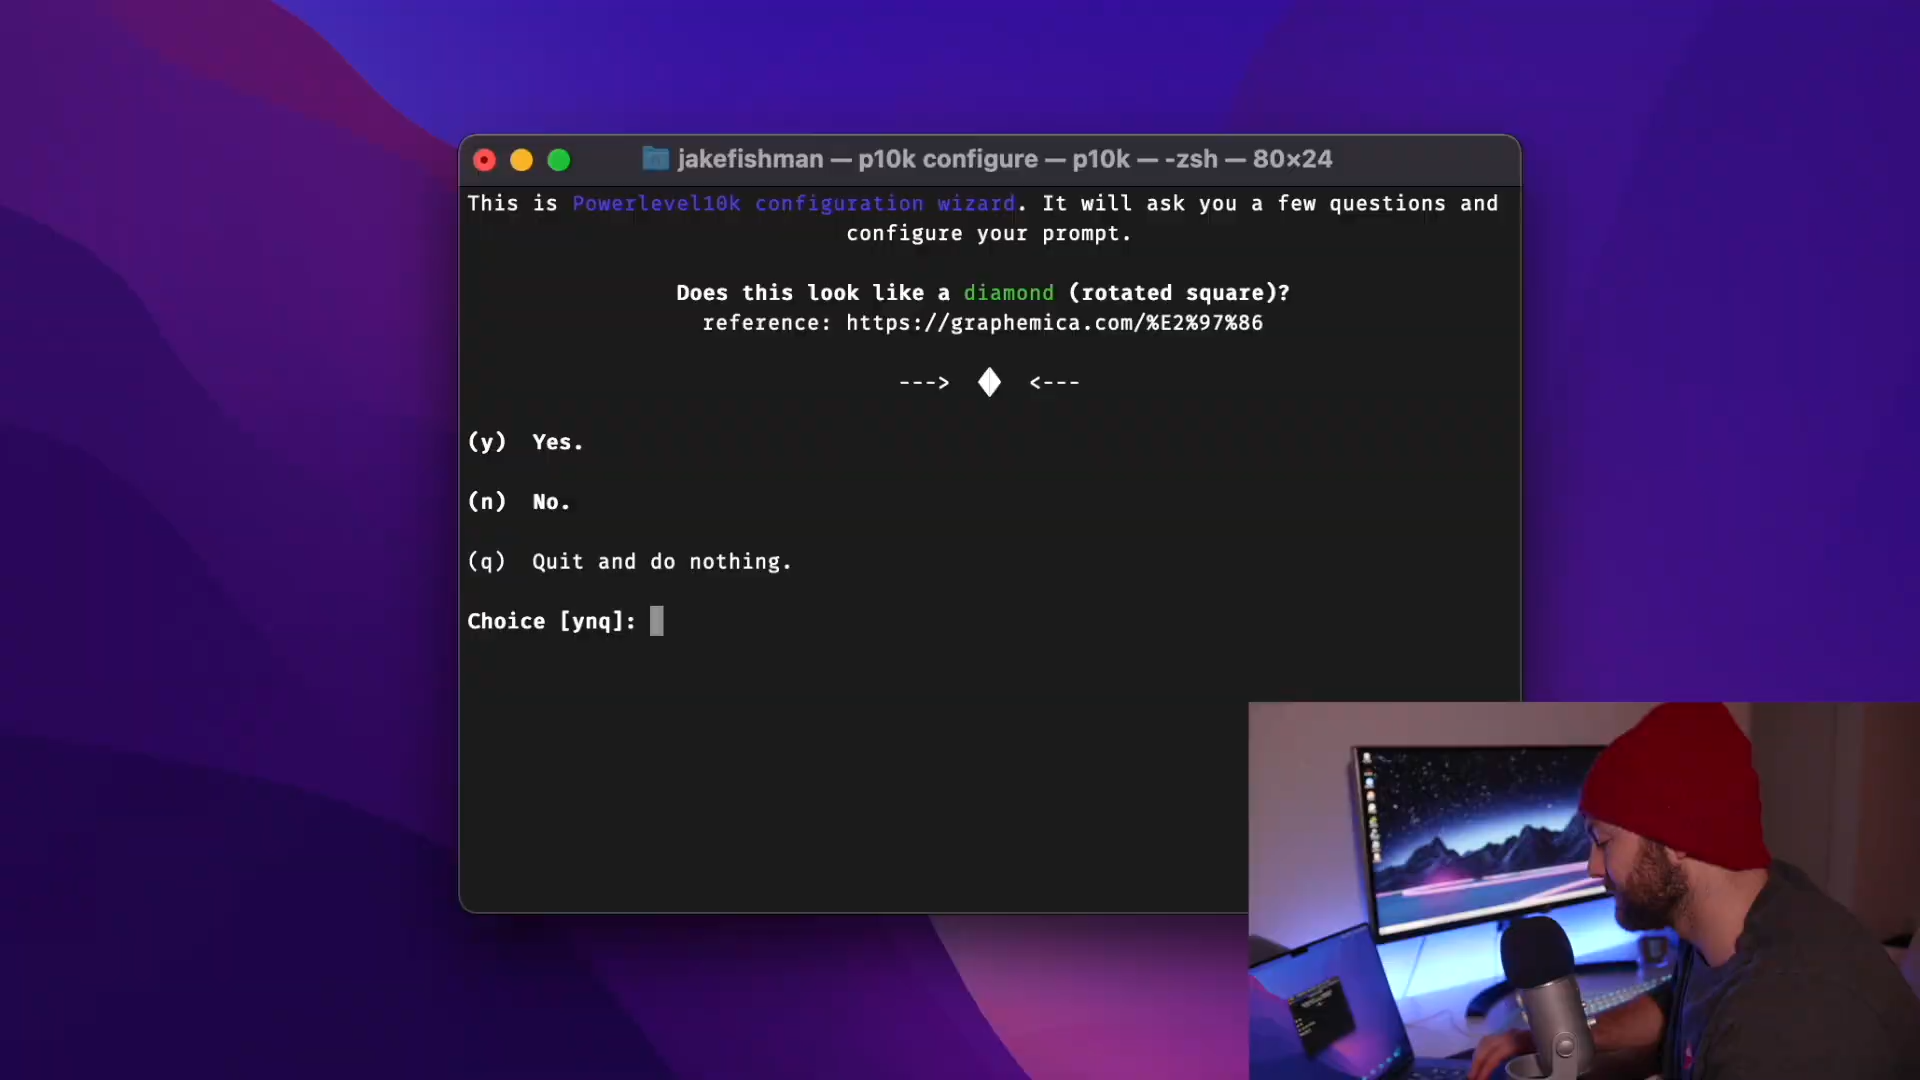 jakefishman — p10k configure — p10k — -zsh — 80×24
This is Powerlevel10k configuration wizard. It will ask you a few questions and
configure your prompt.
Does this look like a diamond (rotated square)?
reference: https://graphemica.com/%E2%97%86
---> ◆ <---
(y) Yes.
(n) No.
(q) Quit and do nothing.
Choice [ynq]: